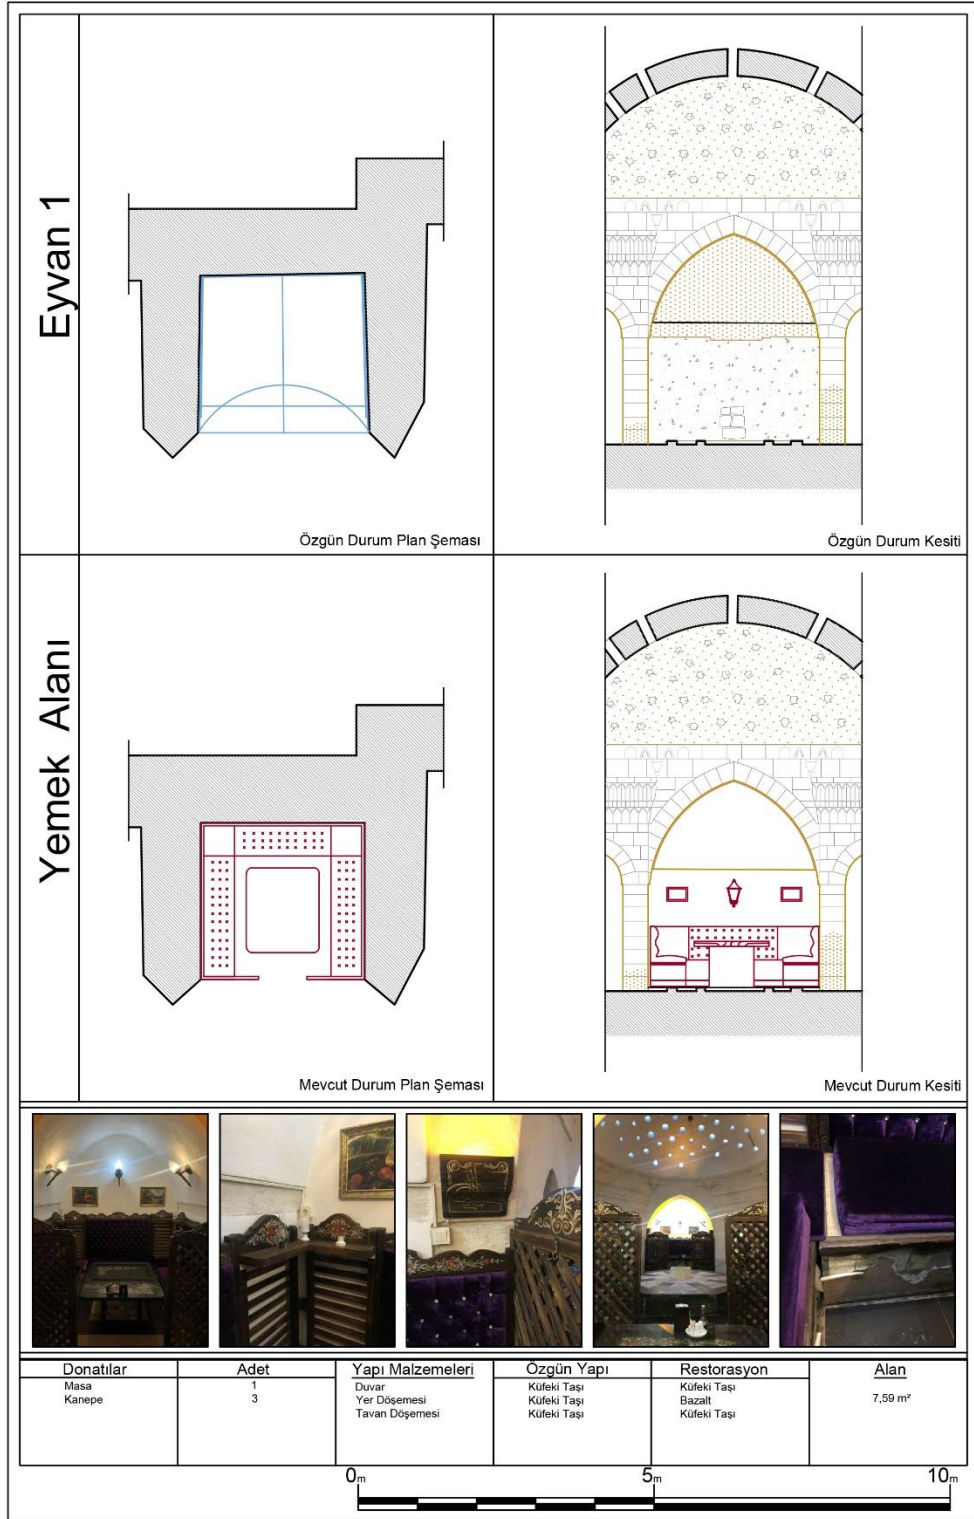 Eyvan 1
Özgün Durum Plan Şeması
Özgün Durum Kesiti
Yemek Alanı
Mevcut Durum Plan Şeması
Mevcut Durum Kesiti
Donatılar Adet Yapı Malzemeleri Özgün Yapı Restorasyon Alan
Masa 1 Duvar Küfeki Taşı Küfeki Taşı
Kanepe 3 Yer Döşemesi Küfeki Taşı Bazalt 7,59 m²
Tavan Döşemesi Küfeki Taşı Küfeki Taşı
0m 5m 10m